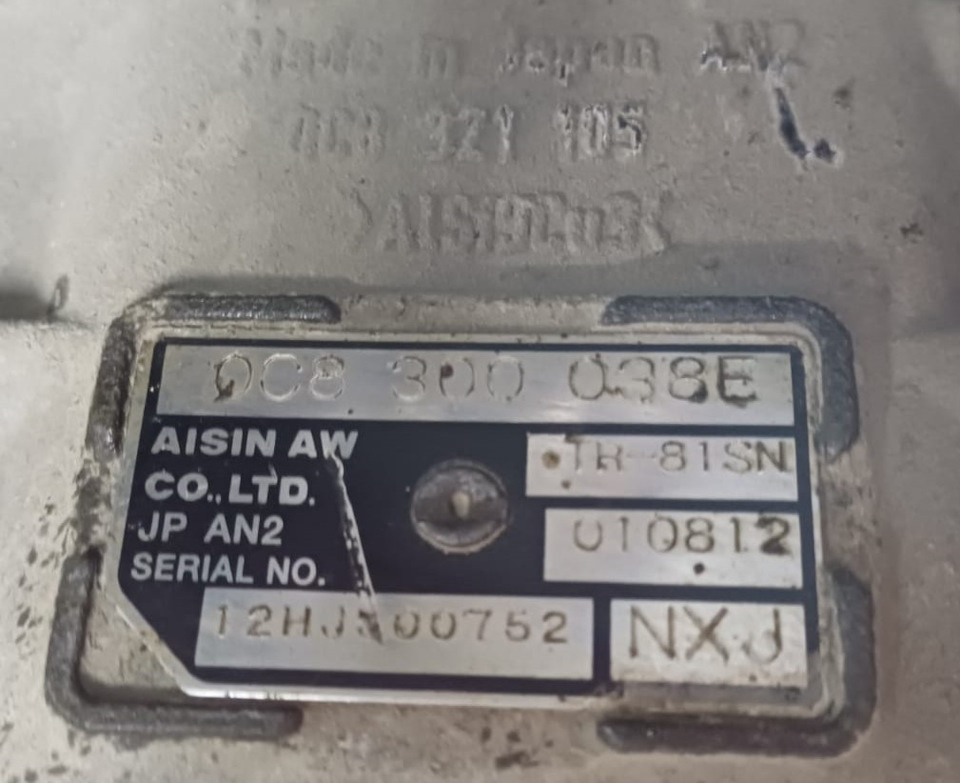 Made in Japan AN2
0C8 321 105
0C8 300 038E
AISIN AW
CO., LTD.
JP AN2
SERIAL NO.
TR-81SN
010812
NXJ